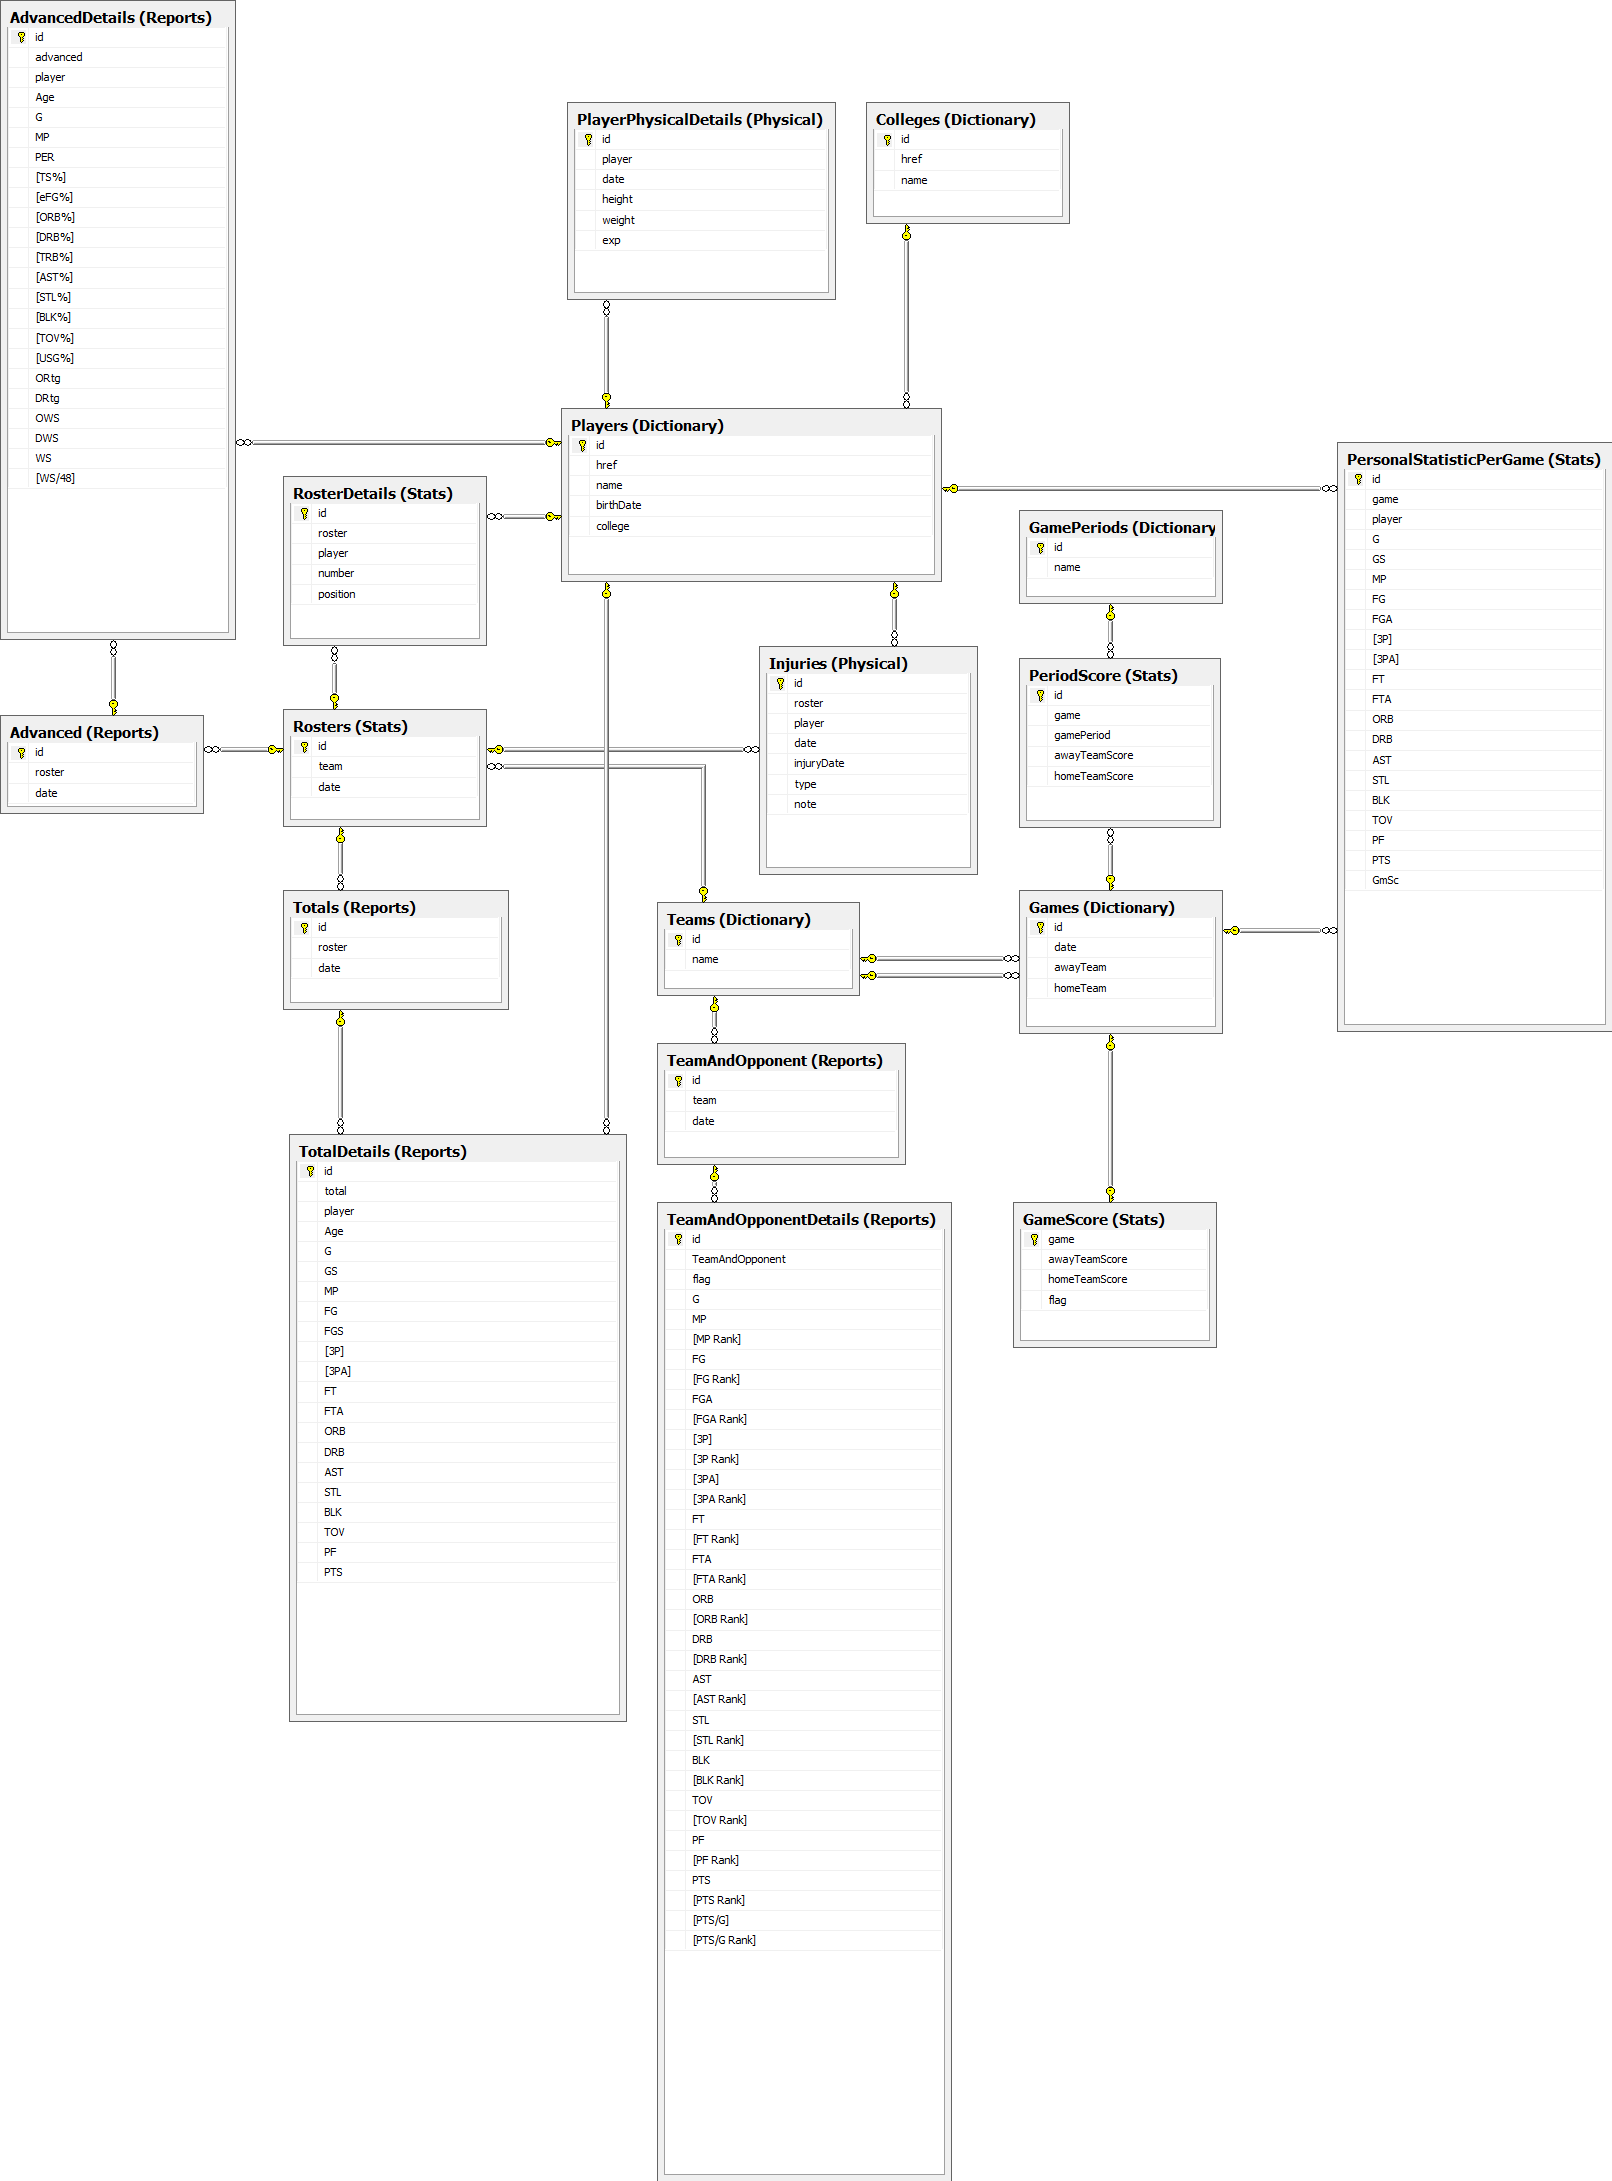 AdvancedDetails (Reports)
id
advanced
player
Age
G
MP
PER
[TS%]
[eFG%]
[ORB%]
[DRB%]
[TRB%]
[AST%]
[STL%]
[BLK%]
[TOV%]
[USG%]
ORtg
DRtg
OWS
DWS
WS
[WS/48]
PlayerPhysicalDetails (Physical)
id
player
date
height
weight
exp
Colleges (Dictionary)
id
href
name
Players (Dictionary)
id
href
name
birthDate
college
RosterDetails (Stats)
id
roster
player
number
position
PersonalStatisticPerGame (Stats)
id
game
player
G
GS
MP
FG
FGA
[3P]
[3PA]
FT
FTA
ORB
DRB
AST
STL
BLK
TOV
PF
PTS
GmSc
GamePeriods (Dictionary
id
name
Injuries (Physical)
id
roster
player
date
injuryDate
type
note
PeriodScore (Stats)
id
game
gamePeriod
awayTeamScore
homeTeamScore
Advanced (Reports)
id
roster
date
Rosters (Stats)
id
team
date
Totals (Reports)
id
roster
date
Teams (Dictionary)
id
name
Games (Dictionary)
id
date
awayTeam
homeTeam
TeamAndOpponent (Reports)
id
team
date
TotalDetails (Reports)
id
total
player
Age
G
GS
MP
FG
FGS
[3P]
[3PA]
FT
FTA
ORB
DRB
AST
STL
BLK
TOV
PF
PTS
TeamAndOpponentDetails (Reports)
id
TeamAndOpponent
flag
G
MP
[MP Rank]
FG
[FG Rank]
FGA
[FGA Rank]
[3P]
[3P Rank]
[3PA]
[3PA Rank]
FT
[FT Rank]
FTA
[FTA Rank]
ORB
[ORB Rank]
DRB
[DRB Rank]
AST
[AST Rank]
STL
[STL Rank]
BLK
[BLK Rank]
TOV
[TOV Rank]
PF
[PF Rank]
PTS
[PTS Rank]
[PTS/G]
[PTS/G Rank]
GameScore (Stats)
game
awayTeamScore
homeTeamScore
flag